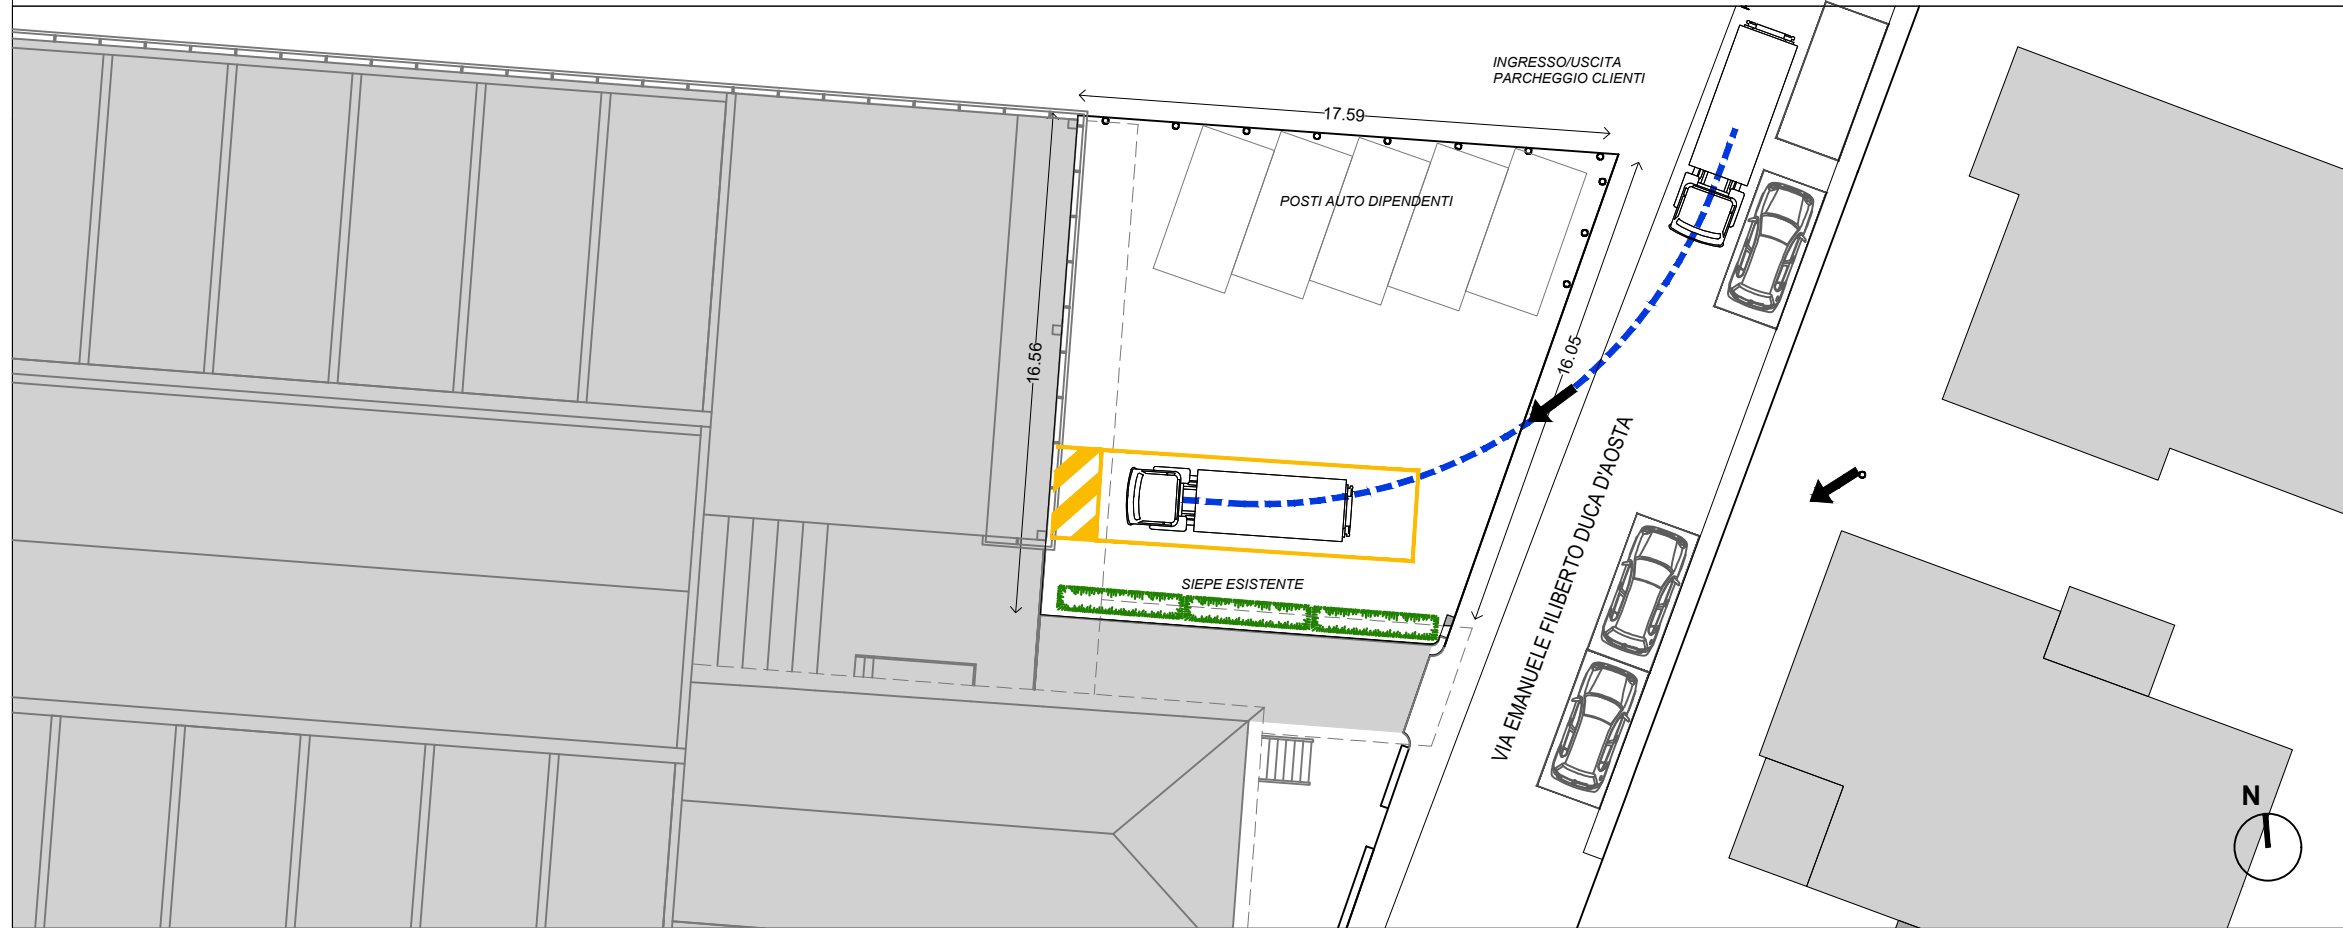 INGRESSO/USCITA
PARCHEGGIO CLIENTI
17.59
POSTI AUTO DIPENDENTI
16.56
16.05
VIA EMANUELE FILIBERTO DUCA D'AOSTA
SIEPE ESISTENTE
N